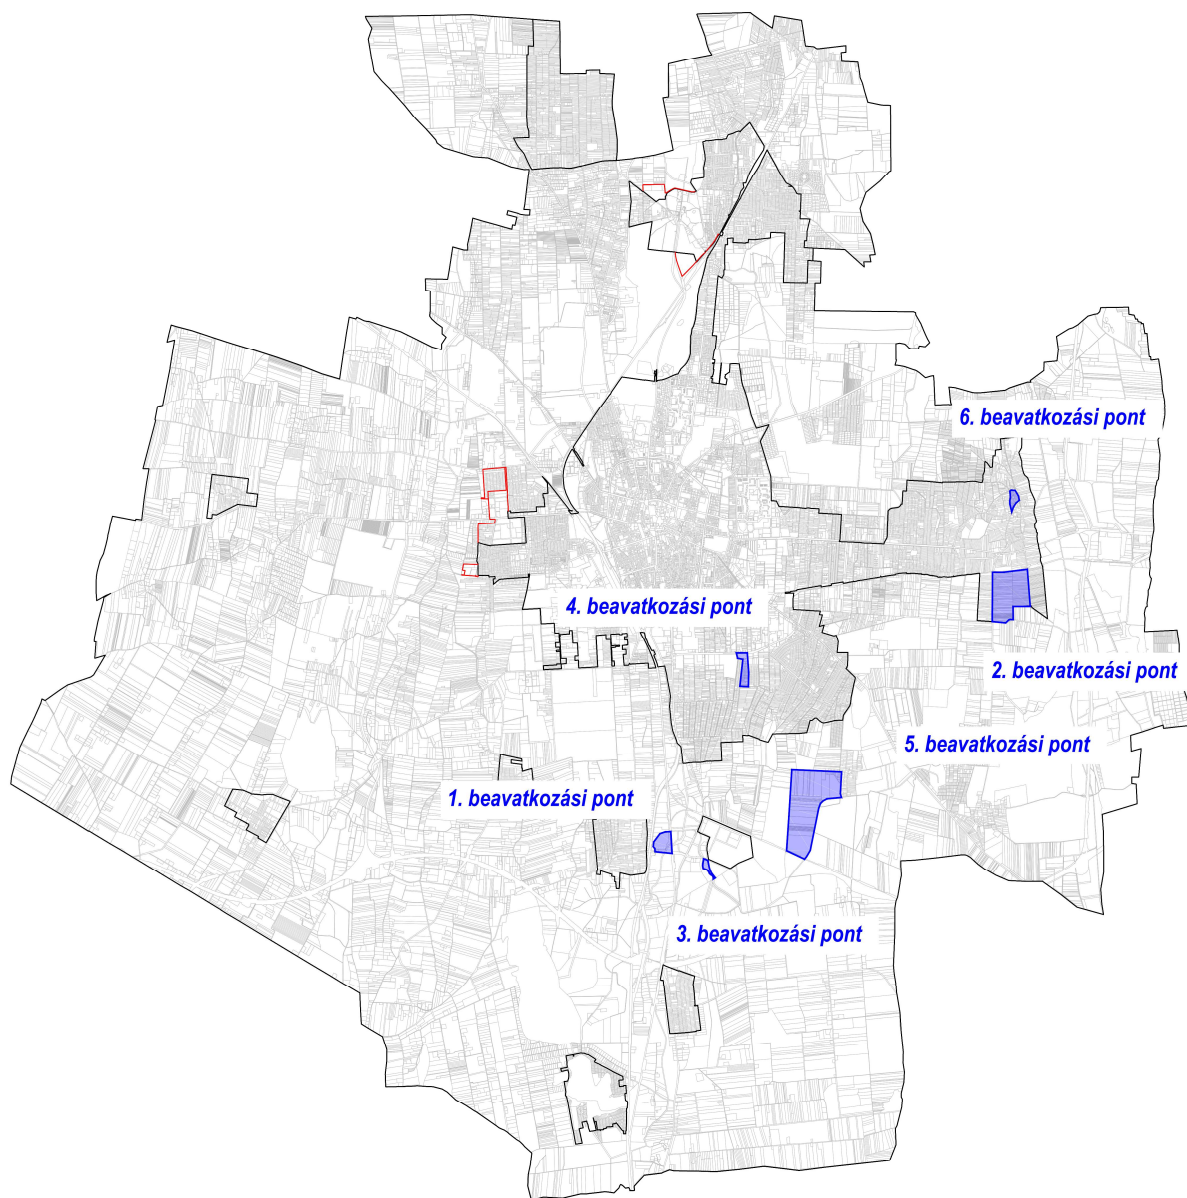 6. beavatkozási pont
4. beavatkozási pont
2. beavatkozási pont
5. beavatkozási pont
1. beavatkozási pont
3. beavatkozási pont